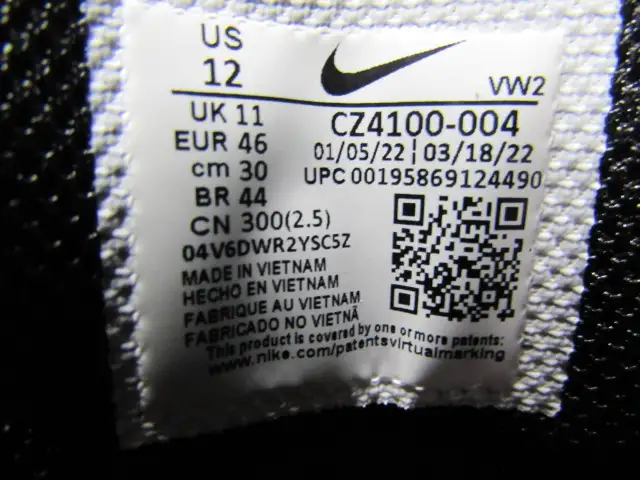 US
12
VW2
UK 11
EUR 46
cm 30
BR 44
CN 300(2.5)
CZ4100-004
01/05/22 | 03/18/22
UPC 00195869124490
04V6DWR2YSC5Z
MADE IN VIETNAM
HECHO EN VIETNAM
FABRIQUE AU VIETNAM
FABRICADO NO VIETNÃ
This product is covered by one or more patents:
www.nike.com/patentsvirtualmarking